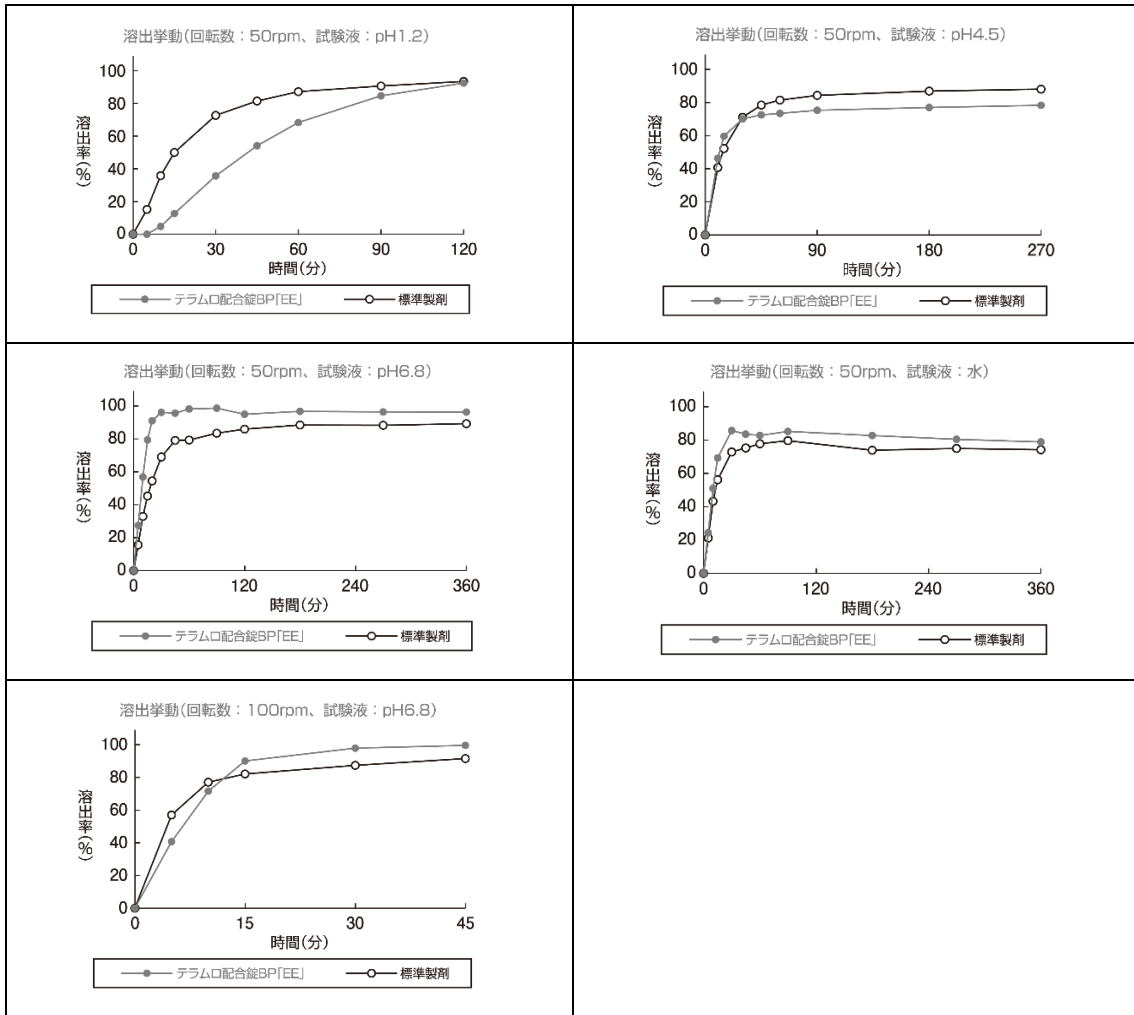 溶出挙動(回転数：50rpm、試験液：pH1.2)
溶出率(%)
100
80
60
40
20
0
0 30 60 90 120
時間(分)
テラムロ配合錠BP「EE」 標準製剤
溶出挙動(回転数：50rpm、試験液：pH4.5)
溶出率(%)
100
80
60
40
20
0
0 90 180 270
時間(分)
テラムロ配合錠BP「EE」 標準製剤
溶出挙動(回転数：50rpm、試験液：pH6.8)
溶出率(%)
100
80
60
40
20
0
0 120 240 360
時間(分)
テラムロ配合錠BP「EE」 標準製剤
溶出挙動(回転数：50rpm、試験液：水)
溶出率(%)
100
80
60
40
20
0
0 120 240 360
時間(分)
テラムロ配合錠BP「EE」 標準製剤
溶出挙動(回転数：100rpm、試験液：pH6.8)
溶出率(%)
100
80
60
40
20
0
0 15 30 45
時間(分)
テラムロ配合錠BP「EE」 標準製剤